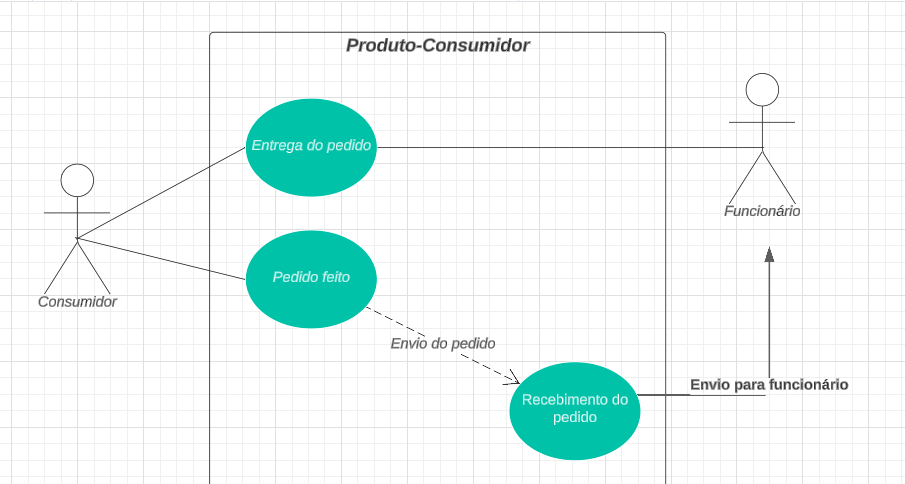 Produto-Consumidor
Entrega do pedido
Funcionário
Pedido feito
Consumidor
Envio do pedido
Envio para funcionário
Recebimento do
pedido